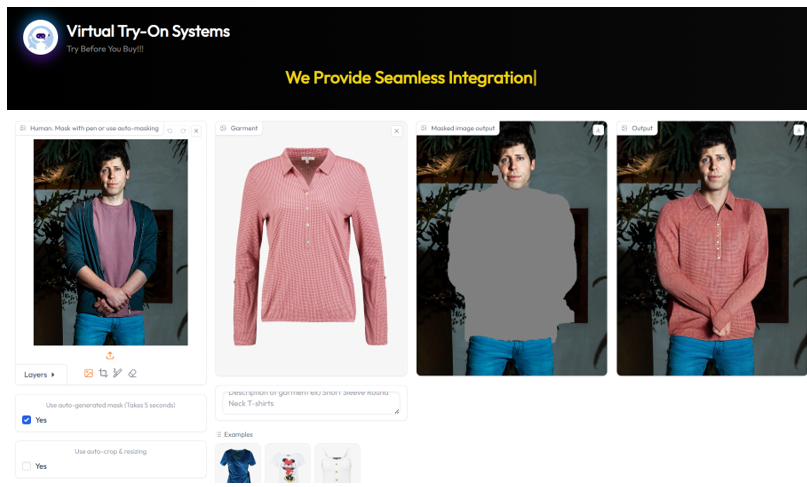 Virtual Try-On Systems
Try Before You Buy!!!
We Provide Seamless Integration
Human. Mask with pen or use auto-masking
Garment
Masked image output
Output
Layers
Description of garment ex) Short Sleeve Round
Neck T-shirts
Use auto-generated mask (Takes 5 seconds)
Yes
Examples
Use auto-crop & resizing
Yes